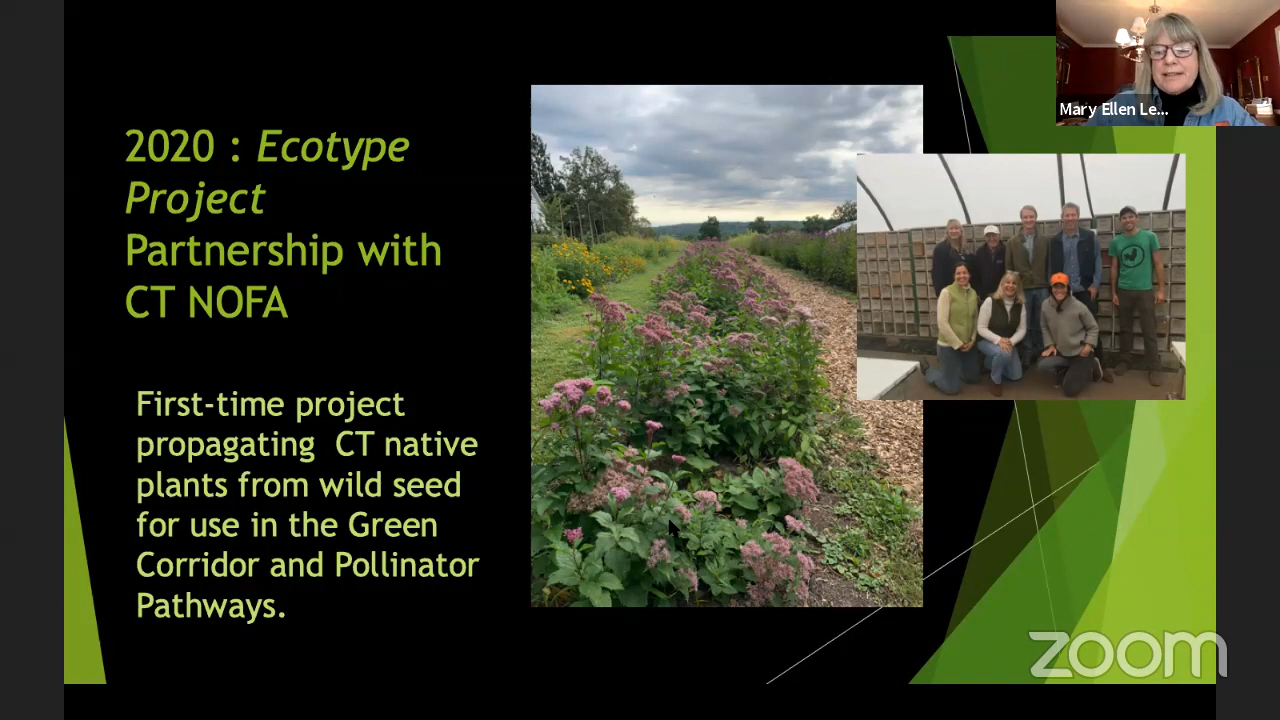 2020 : Ecotype
Project
Partnership with
CT NOFA
First-time project
propagating CT native
plants from wild seed
for use in the Green
Corridor and Pollinator
Pathways.
Mary Ellen Le...
zoom